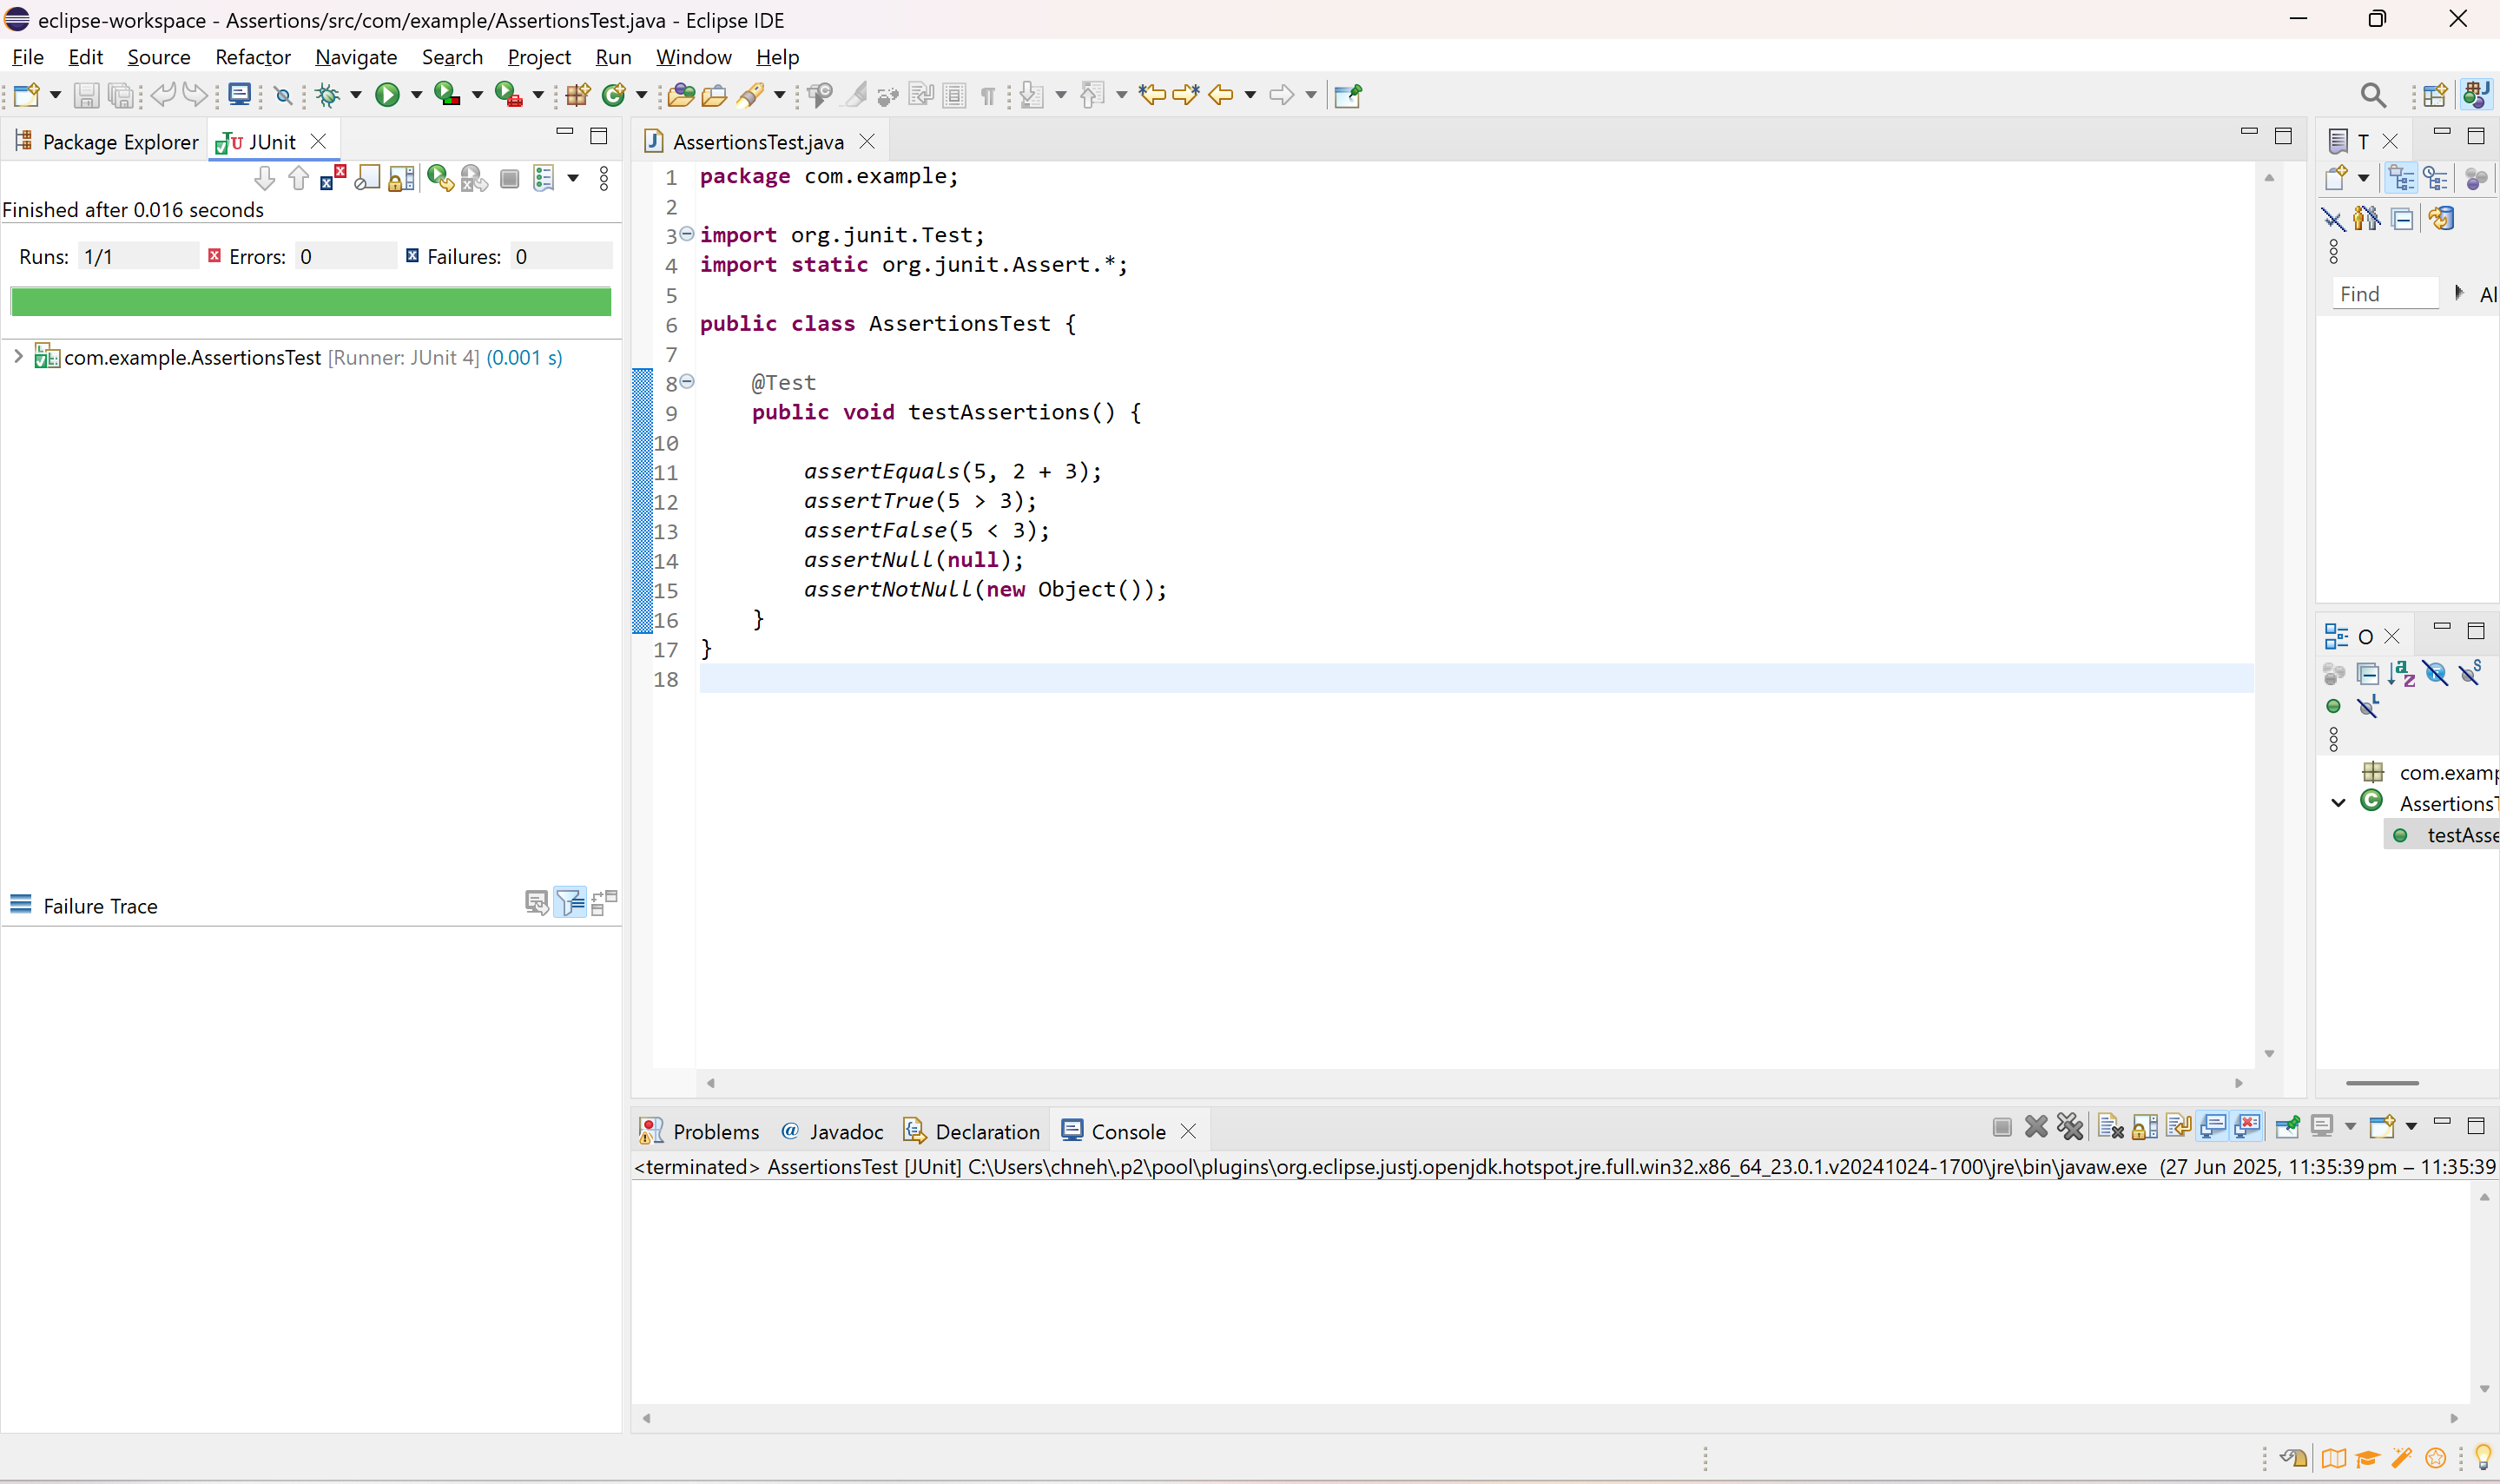 eclipse-workspace - Assertions/src/com/example/AssertionsTest.java - Eclipse IDE
File Edit Source Refactor Navigate Search Project Run Window Help
Package Explorer JUnit
Finished after 0.016 seconds
Runs: 1/1 Errors: 0 Failures: 0
com.example.AssertionsTest [Runner: JUnit 4] (0.001 s)
Failure Trace
AssertionsTest.java
1 package com.example;
2
3 import org.junit.Test;
4 import static org.junit.Assert.*;
5
6 public class AssertionsTest {
7
8 @Test
9 public void testAssertions() {
10
11 assertEquals(5, 2 + 3);
12 assertTrue(5 > 3);
13 assertFalse(5 < 3);
14 assertNull(null);
15 assertNotNull(new Object());
16 }
17 }
18
T
Find Al
O
com.examp
AssertionsT
testAsse
Problems Javadoc Declaration Console
<terminated> AssertionsTest [JUnit] C:\Users\chneh\.p2\pool\plugins\org.eclipse.justj.openjdk.hotspot.jre.full.win32.x86_64_23.0.1.v20241024-1700\jre\bin\javaw.exe (27 Jun 2025, 11:35:39 pm – 11:35:39